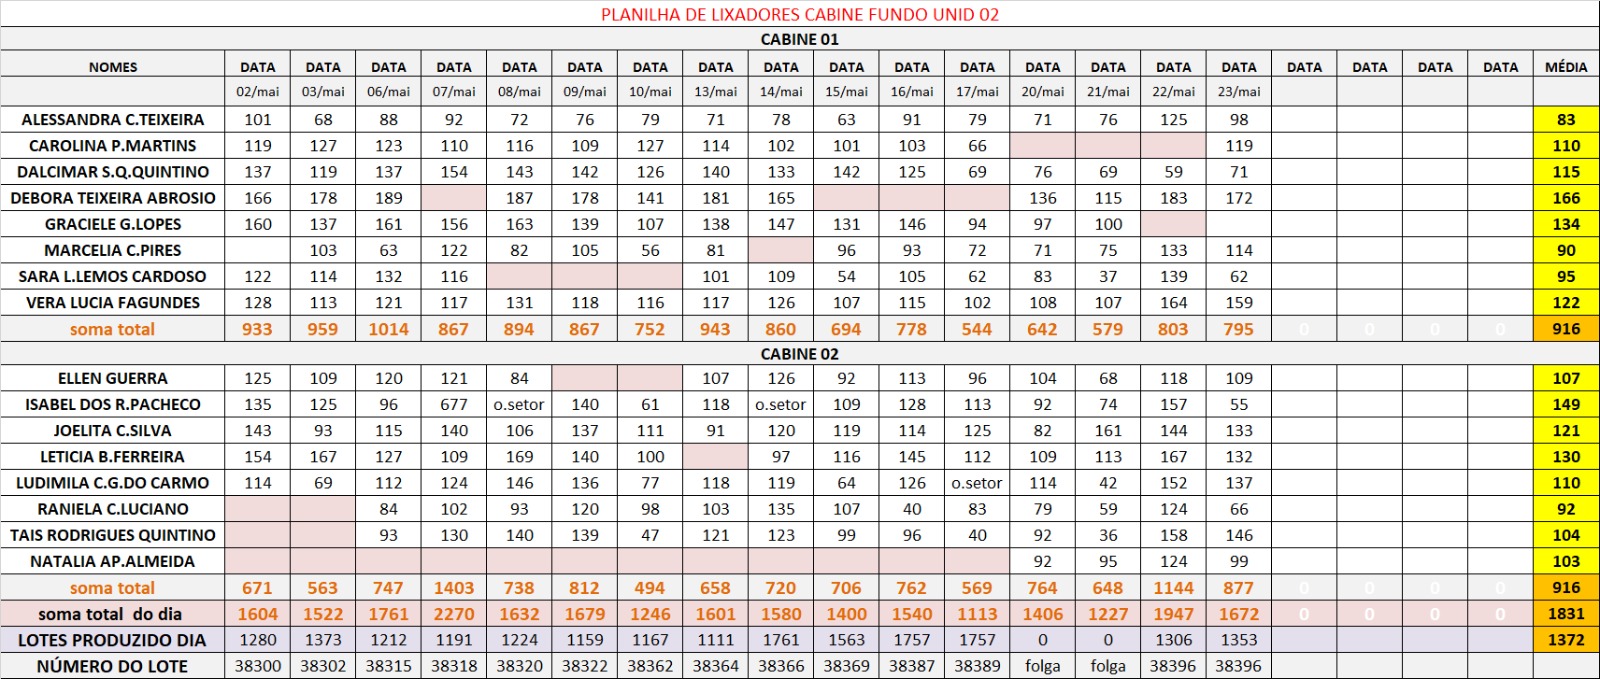 PLANILHA DE LIXADORES CABINE FUNDO UNID 02
CABINE 01
NOMES DATA DATA DATA DATA DATA DATA DATA DATA DATA DATA DATA DATA DATA DATA DATA DATA DATA DATA DATA DATA MÉDIA
02/mai 03/mai 06/mai 07/mai 08/mai 09/mai 10/mai 13/mai 14/mai 15/mai 16/mai 17/mai 20/mai 21/mai 22/mai 23/mai
ALESSANDRA C.TEIXEIRA 101 68 88 92 72 76 79 71 78 63 91 79 71 76 125 98 83
CAROLINA P.MARTINS 119 127 123 110 116 109 127 114 102 101 103 66 119 110
DALCIMAR S.Q.QUINTINO 137 119 137 154 143 142 126 140 133 142 125 69 76 69 59 71 115
DEBORA TEIXEIRA ABROSIO 166 178 189 187 178 141 181 165 136 115 183 172 166
GRACIELE G.LOPES 160 137 161 156 163 139 107 138 147 131 146 94 97 100 134
MARCELIA C.PIRES 103 63 122 82 105 56 81 96 93 72 71 75 133 114 90
SARA L.LEMOS CARDOSO 122 114 132 116 101 109 54 105 62 83 37 139 62 95
VERA LUCIA FAGUNDES 128 113 121 117 131 118 116 117 126 107 115 102 108 107 164 159 122
soma total 933 959 1014 867 894 867 752 943 860 694 778 544 642 579 803 795 0 0 0 0 916
CABINE 02
ELLEN GUERRA 125 109 120 121 84 107 126 92 113 96 104 68 118 109 107
ISABEL DOS R.PACHECO 135 125 96 677 o.setor 140 61 118 o.setor 109 128 113 92 74 157 55 149
JOELITA C.SILVA 143 93 115 140 106 137 111 91 120 119 114 125 82 161 144 133 121
LETICIA B.FERREIRA 154 167 127 109 169 140 100 97 116 145 112 109 113 167 132 130
LUDIMILA C.G.DO CARMO 114 69 112 124 146 136 77 118 119 64 126 o.setor 114 42 152 137 110
RANIELA C.LUCIANO 84 102 93 120 98 103 135 107 40 83 79 59 124 66 92
TAIS RODRIGUES QUINTINO 93 130 140 139 47 121 123 99 96 40 92 36 158 146 104
NATALIA AP.ALMEIDA 92 95 124 99 103
soma total 671 563 747 1403 738 812 494 658 720 706 762 569 764 648 1144 877 0 0 0 0 916
soma total do dia 1604 1522 1761 2270 1632 1679 1246 1601 1580 1400 1540 1113 1406 1227 1947 1672 0 0 0 0 1831
LOTES PRODUZIDO DIA 1280 1373 1212 1191 1224 1159 1167 1111 1761 1563 1757 1757 0 0 1306 1353 1372
NÚMERO DO LOTE 38300 38302 38315 38318 38320 38322 38362 38364 38366 38369 38387 38389 folga folga 38396 38396